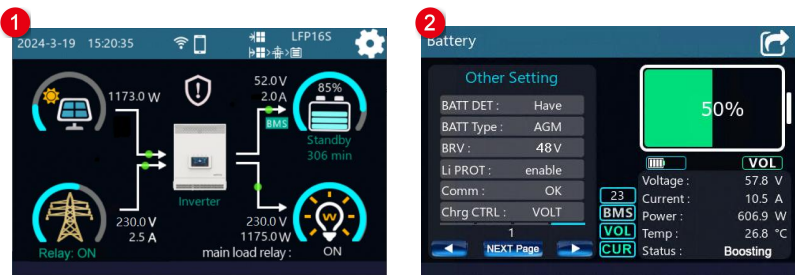 1
2024-3-19 15:20:35
LFP16S
1173.0 W
52.0 V
2.0 A
BMS
85%
Standby
306 min
Inverter
230.0 V
2.5 A
Relay: ON
230.0 V
1175.0 W
main load relay :
ON
2
Battery
Other Setting
BATT DET : Have
BATT Type : AGM
BRV : 48 V
Li PROT : enable
Comm : OK
Chrg CTRL : VOLT
1
NEXT Page
50%
VOL
23
BMS
VOL
CUR
Voltage : 57.8 V
Current : 10.5 A
Power : 606.9 W
Temp : 26.8 °C
Status : Boosting